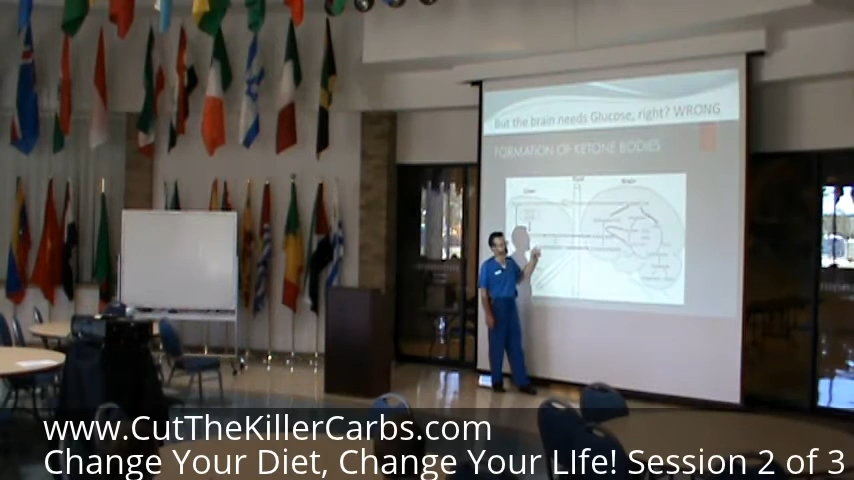 But the brain needs Glucose, right? WRONG
FORMATION OF KETONE BODIES
www.CutTheKillerCarbs.com
Change Your Diet, Change Your LIfe! Session 2 of 3